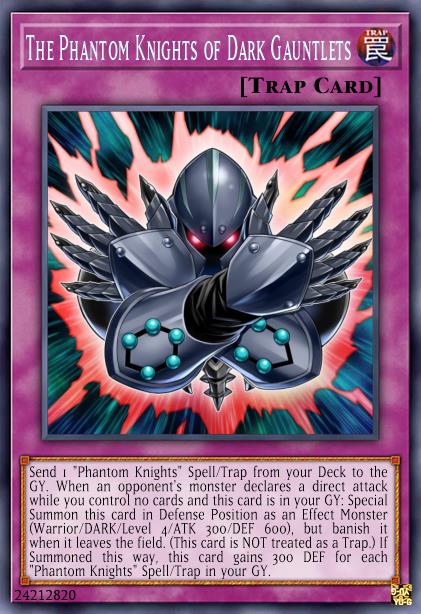 The Phantom Knights of Dark Gauntlets
TRAP
罠
[Trap Card]
Send 1 "Phantom Knights" Spell/Trap from your Deck to the
GY. When an opponent's monster declares a direct attack
while you control no cards and this card is in your GY: Special
Summon this card in Defense Position as an Effect Monster
(Warrior/DARK/Level 4/ATK 300/DEF 600), but banish it
when it leaves the field. (This card is NOT treated as a Trap.) If
Summoned this way, this card gains 300 DEF for each
"Phantom Knights" Spell/Trap in your GY.
24212820